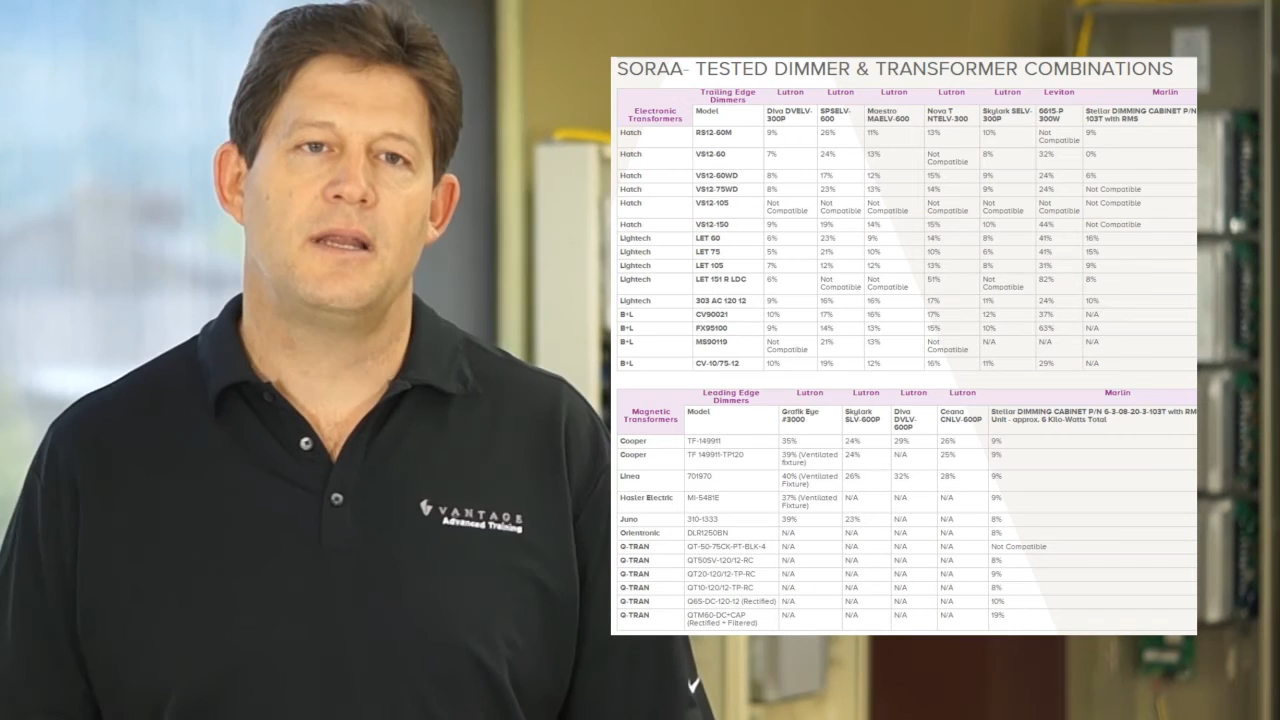 SORAA- TESTED DIMMER & TRANSFORMER COMBINATIONS
Trailing Edge Dimmers Lutron Lutron Lutron Lutron Lutron Leviton Marlin
Electronic Transformers Model Diva DVELV-300P SPSELV-600 Maestro MAELV-600 Nova T NTELV-300 Skylark SELV-300P 6615-P 300W Stellar DIMMING CABINET P/N 103T with RMS
Hatch RS12-60M 9% 26% 11% 13% 10% Not Compatible 9%
Hatch VS12-60 7% 24% 13% Not Compatible 8% 32% 0%
Hatch VS12-60WD 8% 17% 12% 15% 9% 24% 6%
Hatch VS12-75WD 8% 23% 13% 14% 9% 24% Not Compatible
Hatch VS12-105 Not Compatible Not Compatible Not Compatible Not Compatible Not Compatible Not Compatible Not Compatible
Hatch VS12-150 9% 19% 14% 15% 10% 44% Not Compatible
Lightech LET 60 6% 23% 9% 14% 8% 41% 16%
Lightech LET 75 5% 21% 10% 10% 6% 41% 15%
Lightech LET 105 7% 12% 12% 13% 8% 31% 9%
Lightech LET 151 R LDC 6% Not Compatible Not Compatible 51% Not Compatible 82% 8%
Lightech 303 AC 120 12 9% 16% 16% 17% 11% 24% 10%
B+L CV90021 10% 17% 16% 17% 12% 37% N/A
B+L FX95100 9% 14% 13% 15% 10% 63% N/A
B+L MS90119 Not Compatible 21% 13% Not Compatible N/A N/A N/A
B+L CV-10/75-12 10% 19% 12% 16% 11% 29% N/A
Leading Edge Dimmers Lutron Lutron Lutron Lutron Marlin
Magnetic Transformers Model Grafik Eye #3000 Skylark SLV-600P Diva DVLV-600P Ceana CNLV-600P Stellar DIMMING CABINET P/N 6-3-08-20-3-103T with RM Unit - approx. 6 Kilo-Watts Total
Cooper TF-149911 35% 24% 29% 26% 9%
Cooper TF 149911-TP120 39% (Ventilated fixture) 24% N/A 25% 9%
Linea 701970 40% (Ventilated Fixture) 26% 32% 28% 9%
Hasler Electric MI-5481E 37% (Ventilated Fixture) N/A N/A N/A 9%
Juno 310-1333 39% 23% N/A N/A 8%
Orientronic DLR1250BN N/A N/A N/A N/A 8%
Q-TRAN QT-50-75CK-PT-BLK-4 N/A N/A N/A N/A Not Compatible
Q-TRAN QT50SV-120/12-RC N/A N/A N/A N/A 8%
Q-TRAN QT20-120/12-TP-RC N/A N/A N/A N/A 9%
Q-TRAN QT10-120/12-TP-RC N/A N/A N/A N/A 8%
Q-TRAN Q65-DC-120-12 (Rectified) N/A N/A N/A N/A 10%
Q-TRAN QTM60-DC+CAP (Rectified + Filtered) N/A N/A N/A N/A 19%
VANTAGE
Advanced Training